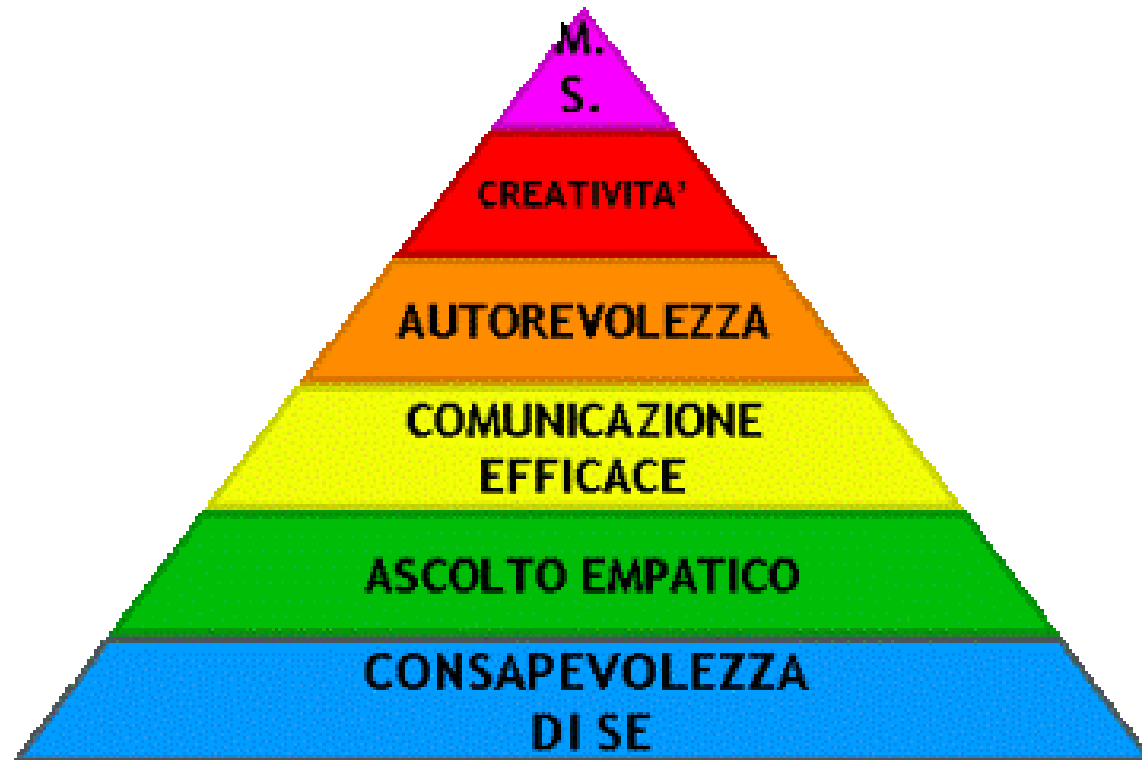 M.
S.
CREATIVITA’
AUTOREVOLEZZA
COMUNICAZIONE
EFFICACE
ASCOLTO EMPATICO
CONSAPEVOLEZZA
DI SE